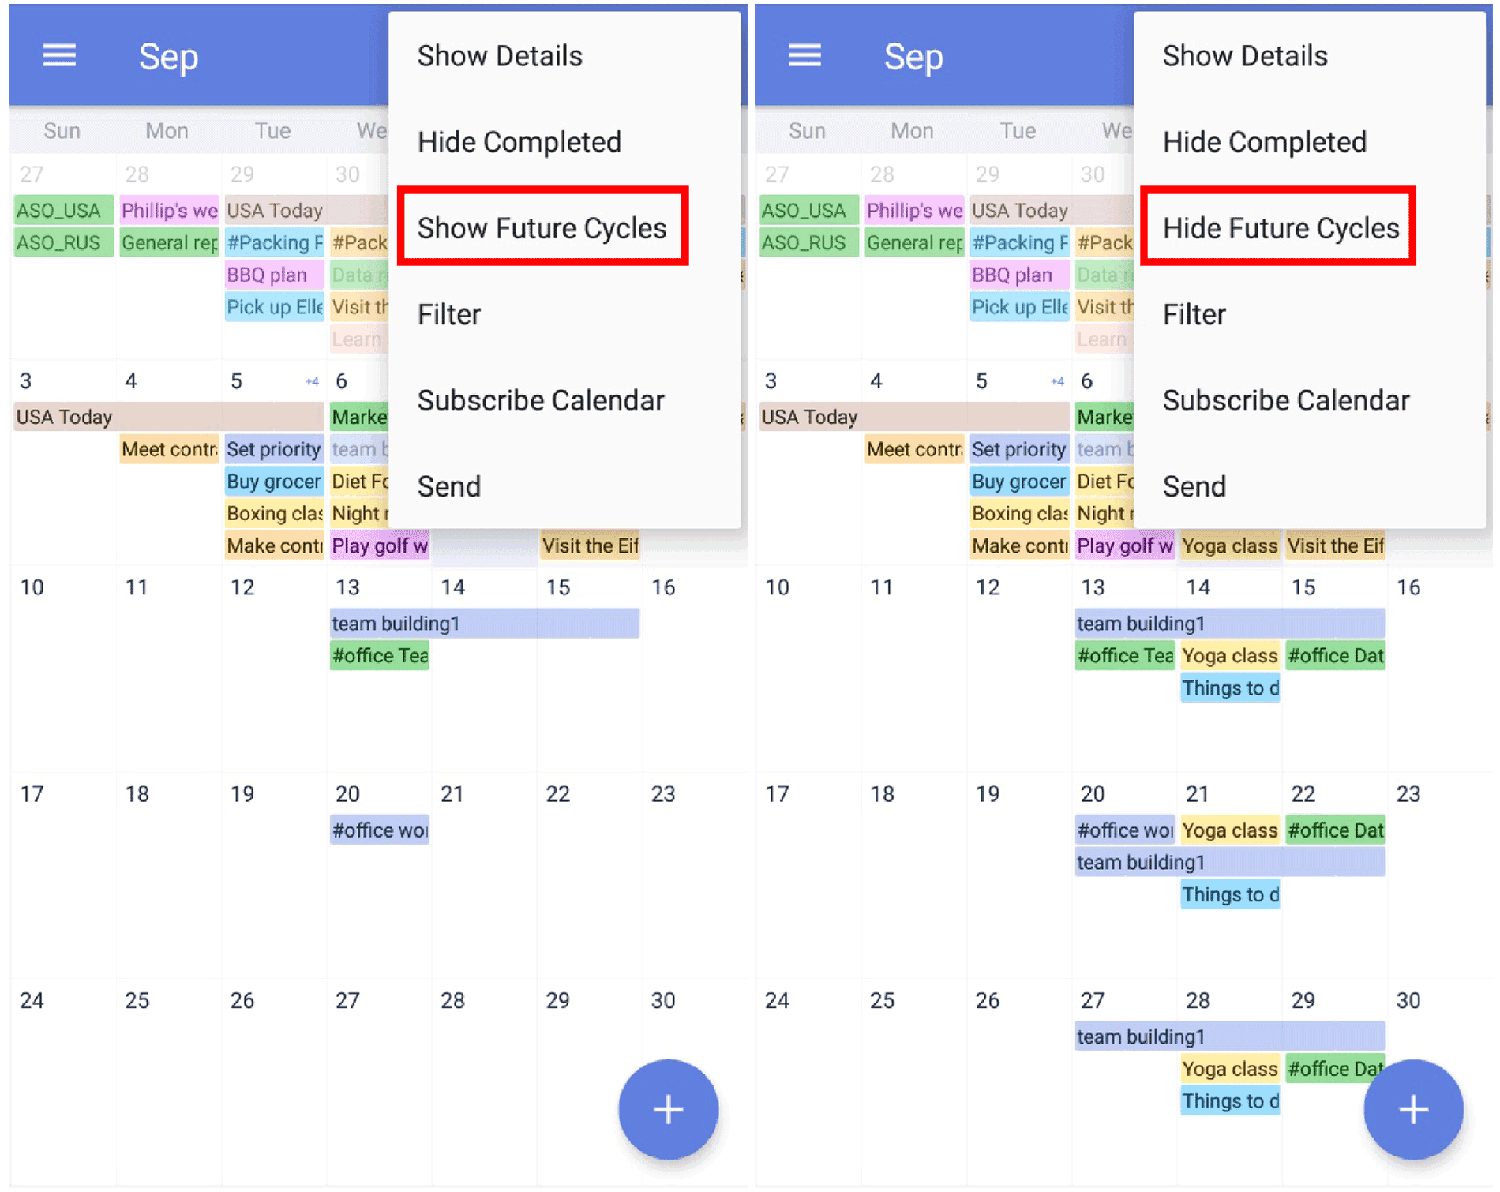 Sep
Show Details
Hide Completed
Show Future Cycles
Filter
Subscribe Calendar
Send
Sun Mon Tue We
27 28 29 30
ASO_USA Phillip's we USA Today
ASO_RUS General rep #Packing F #Pack
BBQ plan Data r
Pick up Elle Visit th
Learn
3 4 5 +4 6
USA Today Marke
Meet contr Set priority team b
Buy grocer Diet Fo
Boxing clas Night r
Make contr Play golf w Visit the Eif
10 11 12 13 14 15 16
team building1
#office Tea
17 18 19 20 21 22 23
#office wor
24 25 26 27 28 29 30
+
Sep
Show Details
Hide Completed
Hide Future Cycles
Filter
Subscribe Calendar
Send
Sun Mon Tue We
27 28 29 30
ASO_USA Phillip's we USA Today
ASO_RUS General rep #Packing F #Pack
BBQ plan Data r
Pick up Elle Visit th
Learn
3 4 5 +4 6
USA Today Marke
Meet contr Set priority team b
Buy grocer Diet Fo
Boxing clas Night r
Make contr Play golf w Yoga class Visit the Eif
10 11 12 13 14 15 16
team building1
#office Tea Yoga class #office Dat
Things to d
17 18 19 20 21 22 23
#office wor Yoga class #office Dat
team building1
Things to d
24 25 26 27 28 29 30
team building1
Yoga class #office Dat
Things to d
+